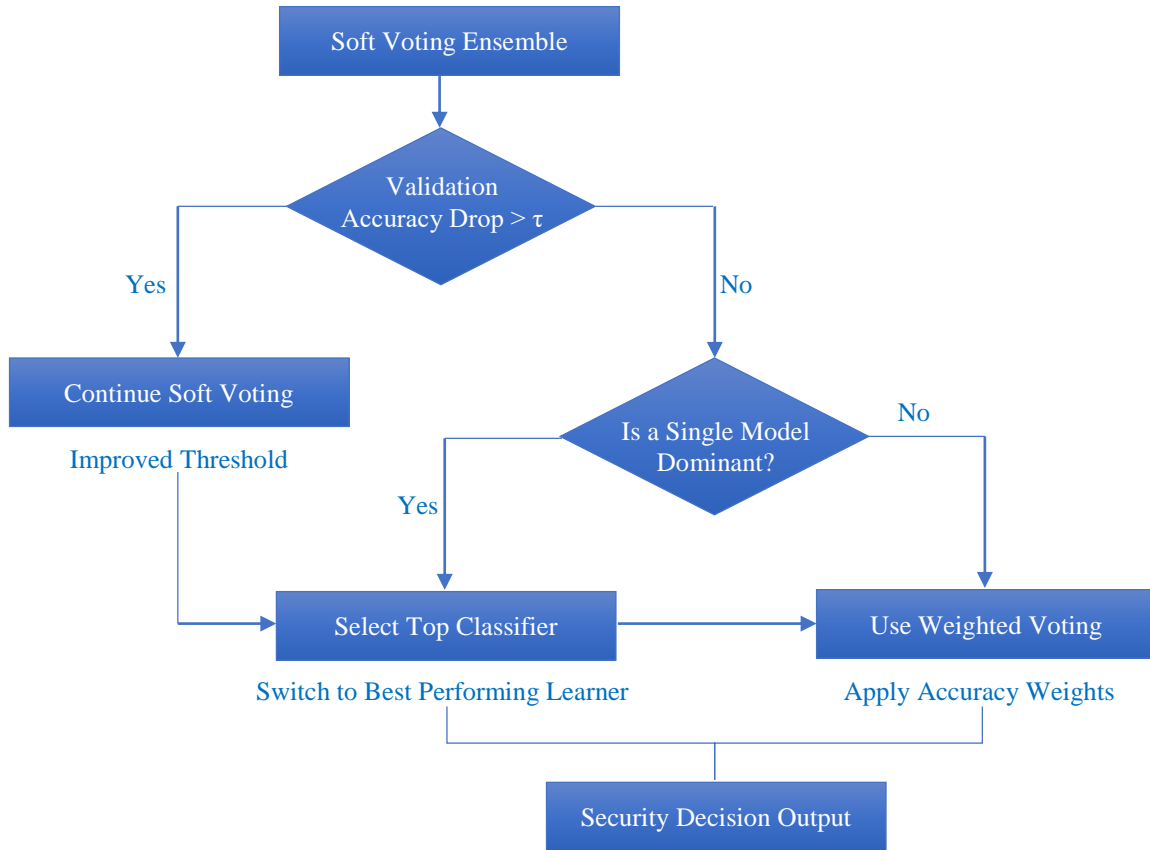 Soft Voting Ensemble
Validation
Accuracy Drop > τ
Yes
No
Continue Soft Voting
Improved Threshold
Is a Single Model
Dominant?
Yes
No
Select Top Classifier
Use Weighted Voting
Switch to Best Performing Learner
Apply Accuracy Weights
Security Decision Output